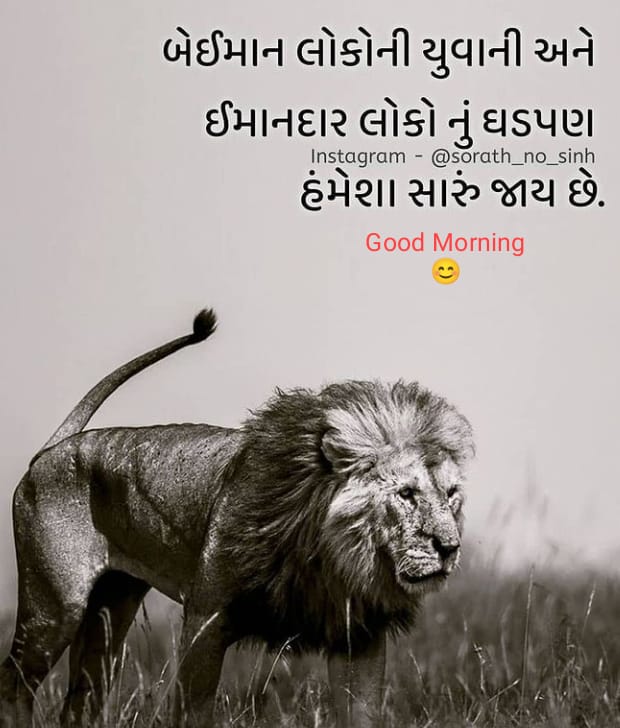 બેઈમાન લોકોની યુવાની અને
ઈમાનદાર લોકો નું ઘડપણ
Instagram - @sorath_no_sinh
હંમેશા સારું જાય છે.
Good Morning
😊